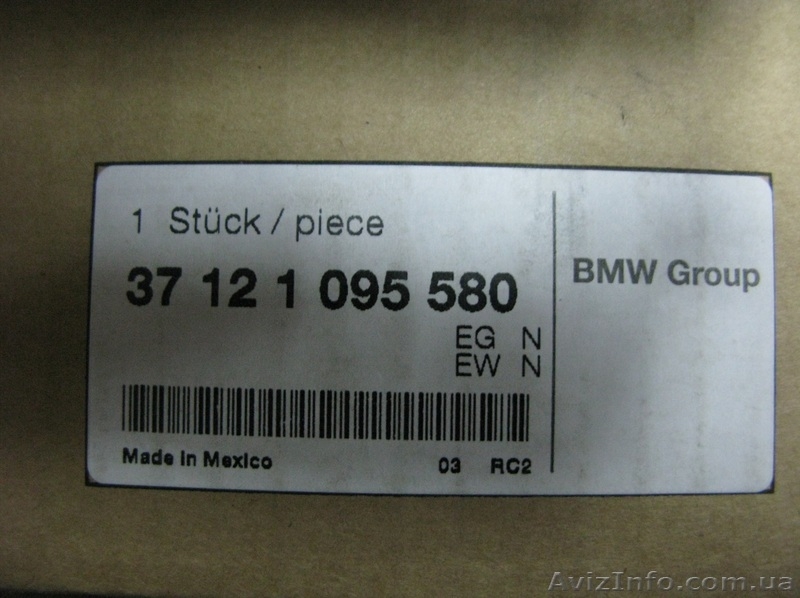 1 Stück / piece
37 12 1 095 580
EG N
EW N
BMW Group
Made in Mexico 03 RC2
AvizInfo.com.ua